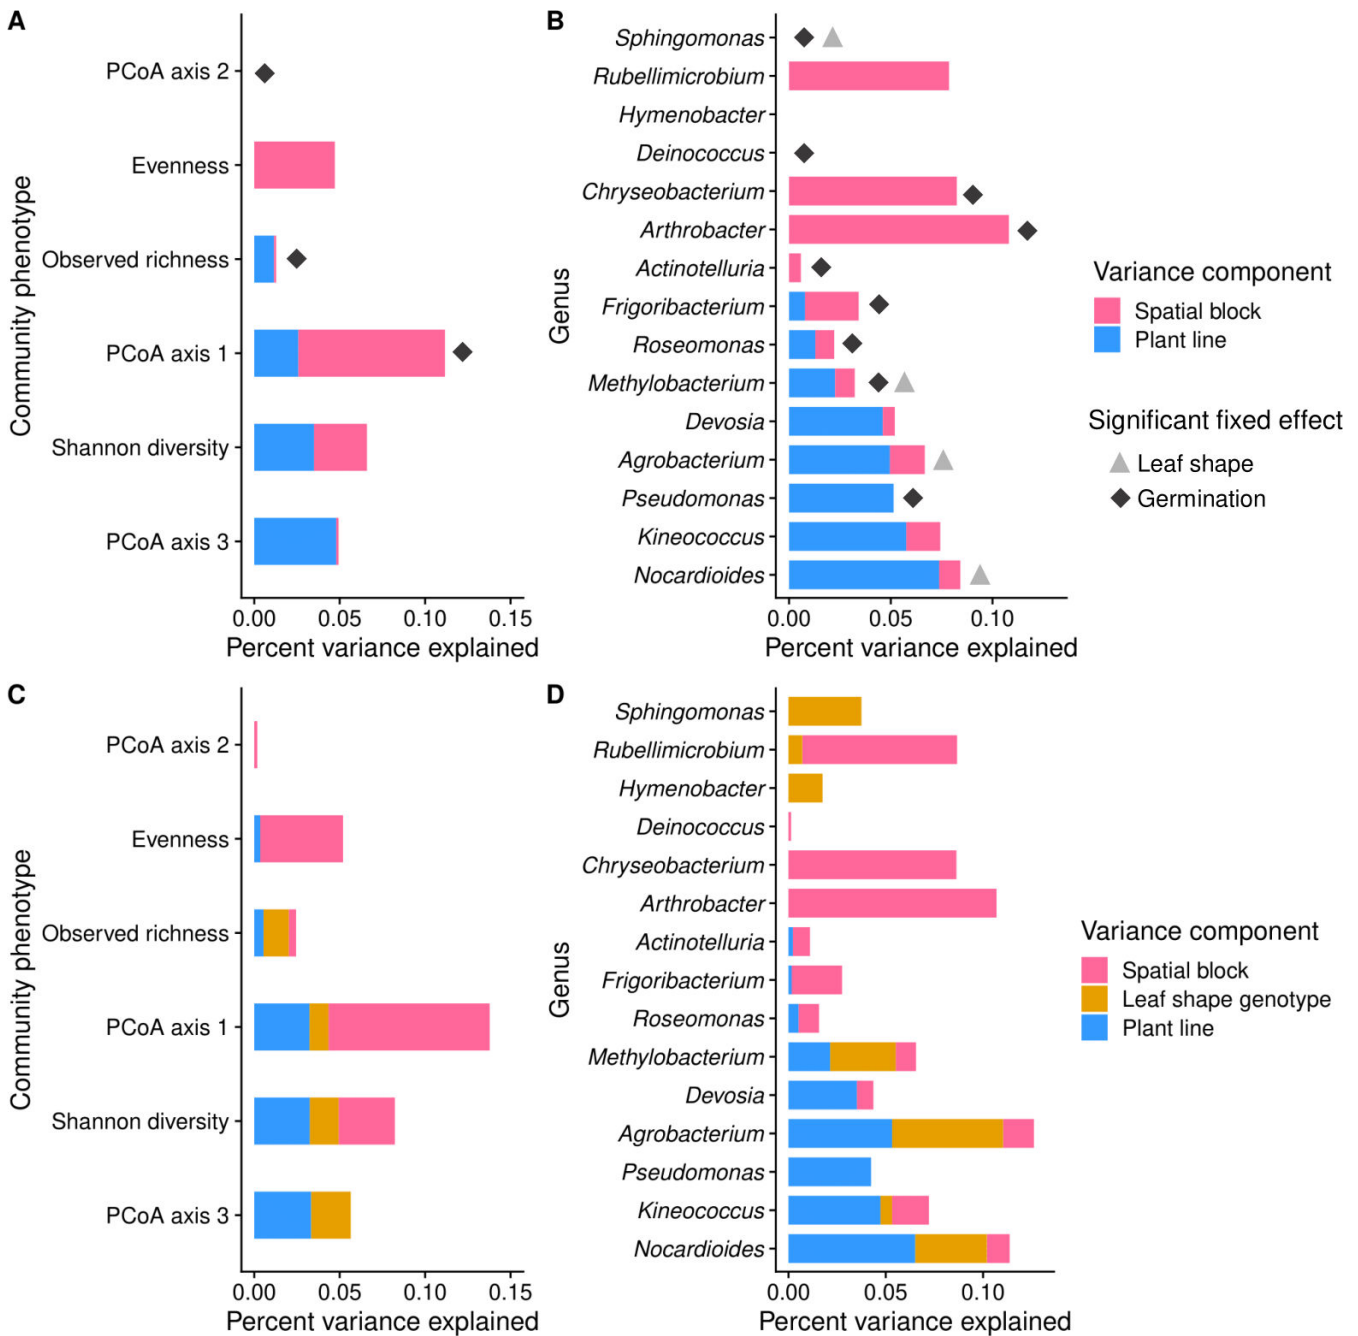 A
PCoA axis 2
Evenness
Observed richness
PCoA axis 1
Shannon diversity
PCoA axis 3
Community phenotype
0.00 0.05 0.10 0.15
Percent variance explained
B
Sphingomonas
Rubellimicrobium
Hymenobacter
Deinococcus
Chryseobacterium
Arthrobacter
Actinotelluria
Frigoribacterium
Roseomonas
Methylobacterium
Devosia
Agrobacterium
Pseudomonas
Kineococcus
Nocardioides
Genus
0.00 0.05 0.10
Percent variance explained
Variance component
Spatial block
Plant line
Significant fixed effect
Leaf shape
Germination
C
PCoA axis 2
Evenness
Observed richness
PCoA axis 1
Shannon diversity
PCoA axis 3
Community phenotype
0.00 0.05 0.10 0.15
Percent variance explained
D
Sphingomonas
Rubellimicrobium
Hymenobacter
Deinococcus
Chryseobacterium
Arthrobacter
Actinotelluria
Frigoribacterium
Roseomonas
Methylobacterium
Devosia
Agrobacterium
Pseudomonas
Kineococcus
Nocardioides
Genus
0.00 0.05 0.10
Percent variance explained
Variance component
Spatial block
Leaf shape genotype
Plant line